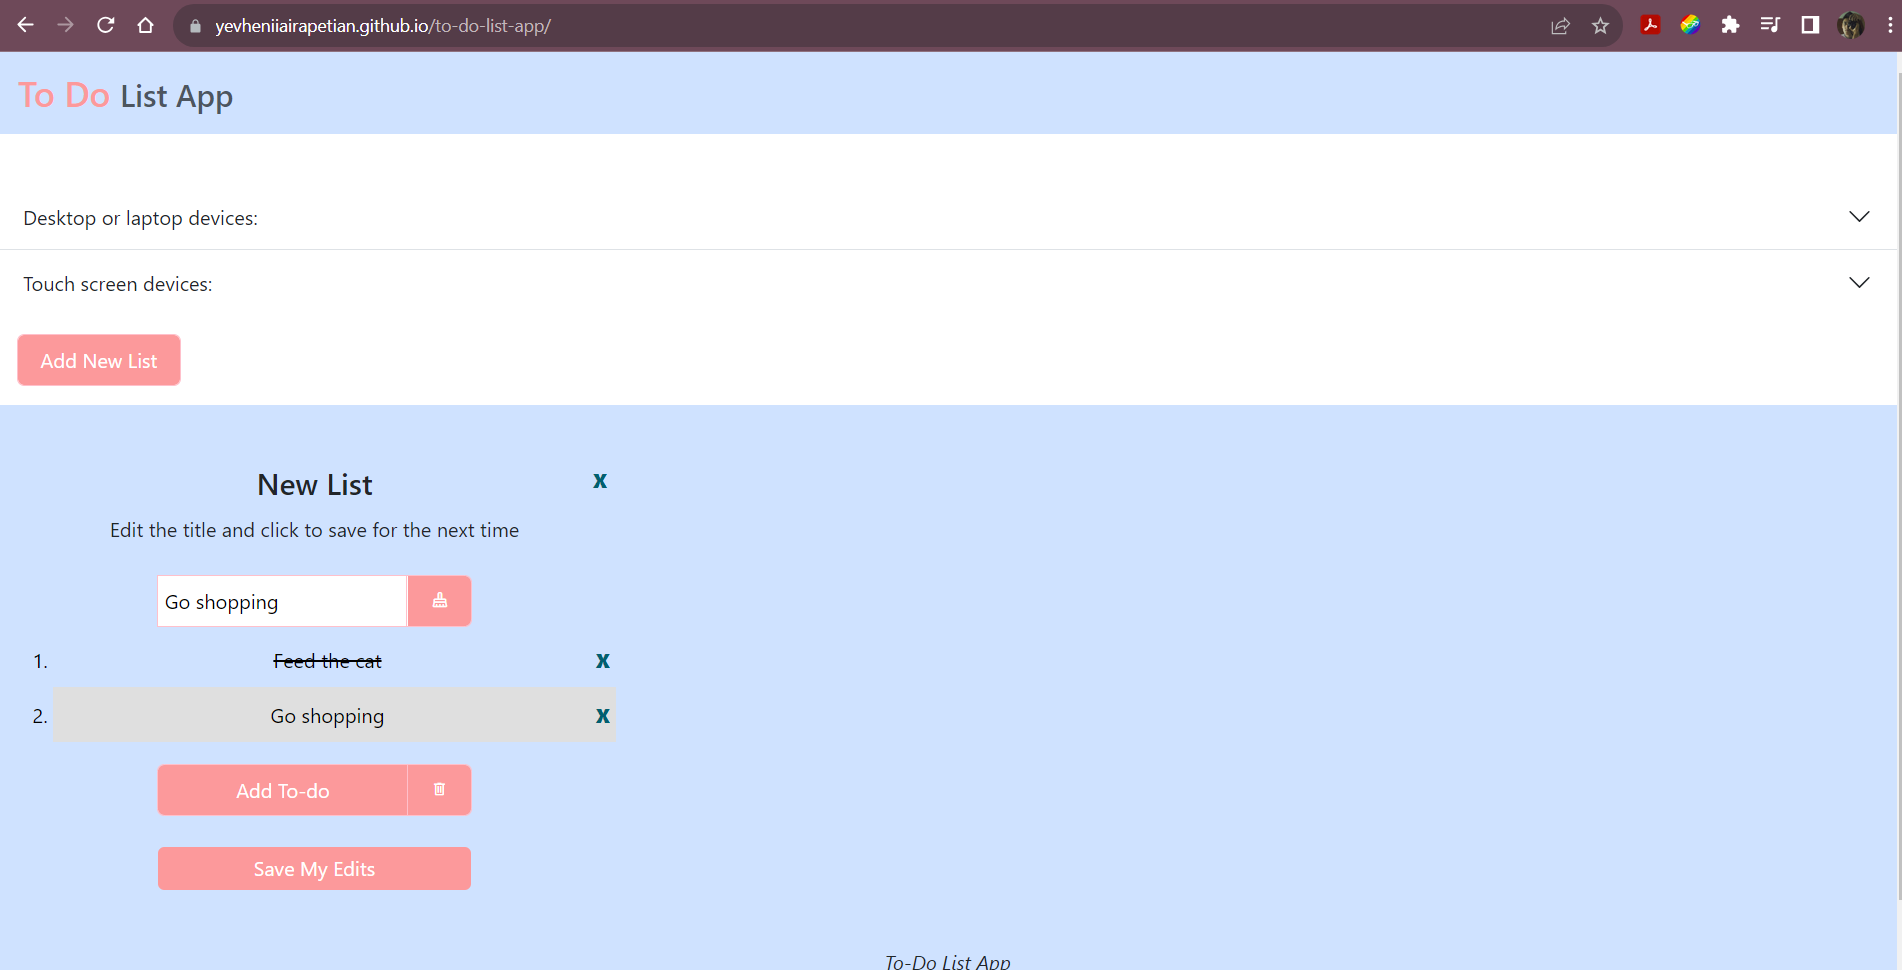 yevheniiairapetian.github.io/to-do-list-app/
To Do List App
Desktop or laptop devices:
Touch screen devices:
Add New List
New List X
Edit the title and click to save for the next time
Go shopping
1. Feed the cat X
2. Go shopping X
Add To-do
Save My Edits
To-Do List App